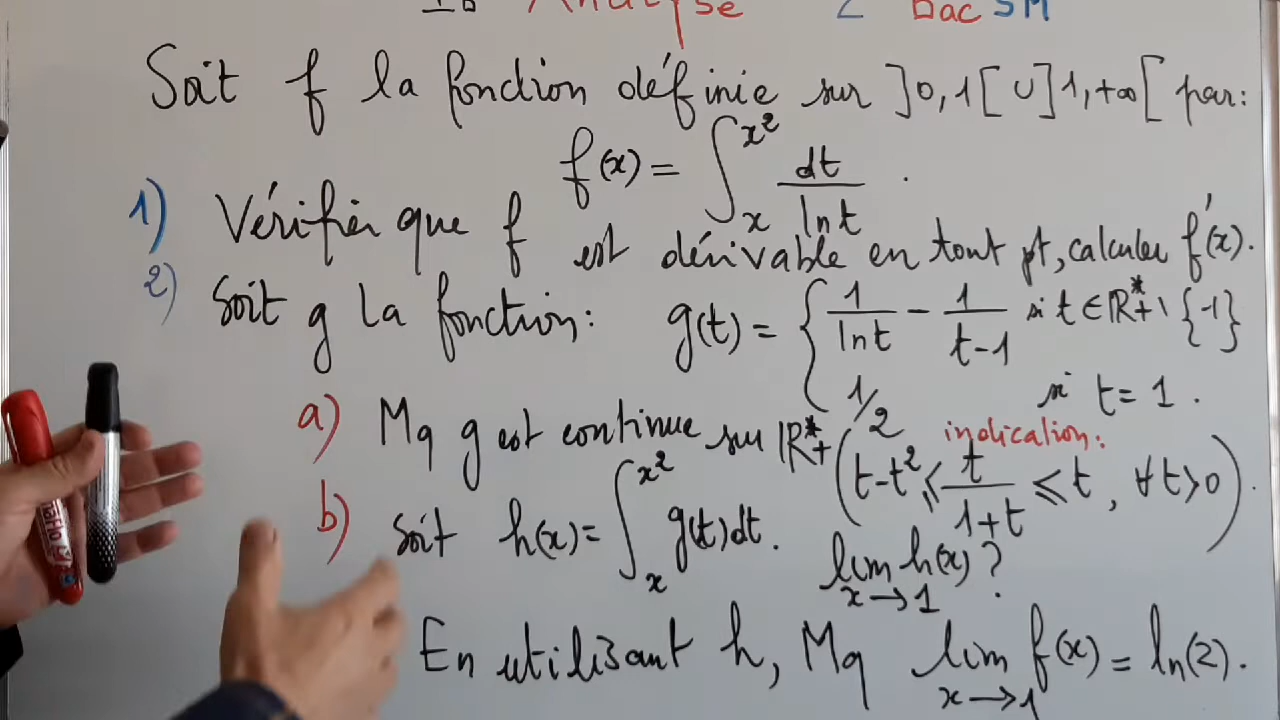 Analyse 2 Bac SM
Soit f la fonction définie sur ]0,1[ ∪ ]1,+∞[ par:
f(x) = ∫_x^{x²} dt/ln t .
1) Vérifier que f est dérivable en tout pt, calculer f'(x).
2) Soit g la fonction: g(t) = { 1/ln t − 1/(t−1) si t ∈ ℝ*₊ \ {-1}
1/2 si t = 1.
a) Mq g est continue sur ℝ*₊
indication:
(t−t² ≤ t/(1+t) ≤ t, ∀t>0).
b) Soit h(x) = ∫_x^{x²} g(t)dt. lim_{x→1} h(x) ?
En utilisant h, Mq lim_{x→1} f(x) = ln(2).